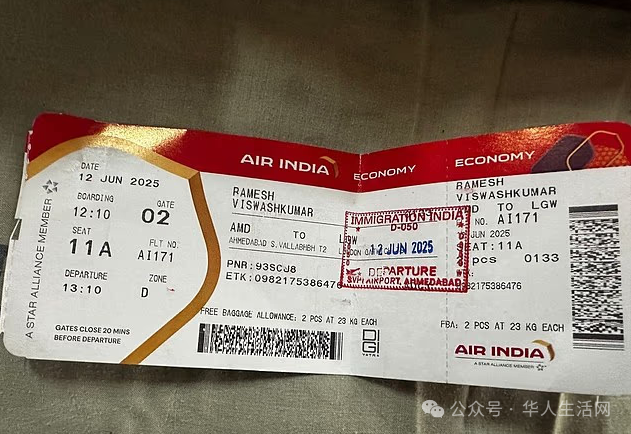 AIR INDIA
ECONOMY
ECONOMY
DATE
12 JUN 2025
BOARDING
12:10
GATE
02
SEAT
11A
FLT NO.
AI171
DEPARTURE
13:10
ZONE
D
GATES CLOSE 20 MINS
BEFORE DEPARTURE
A STAR ALLIANCE MEMBER
RAMESH
VISWASHKUMAR
AMD TO LGW
AHMEDABAD S.VALLABHBH T2
PNR:93SCJ8
ETK:0982175386476
FREE BAGGAGE ALLOWANCE: 2 PCS AT 23 KG EACH
DIGI
YATRA
IMMIGRATION INDIA
D-050
12 JUN 2025
DEPARTURE
SVPI AIRPORT, AHMEDABAD
RAMESH
VISWASHKUMAR
TO LGW
NO. AI171
JUN 2025
SEAT:11A
pcs 0133
82175386476
FBA: 2 PCS AT 23 KG EACH
AIR INDIA
A STAR ALLIANCE MEMBER
公众号 · 华人生活网